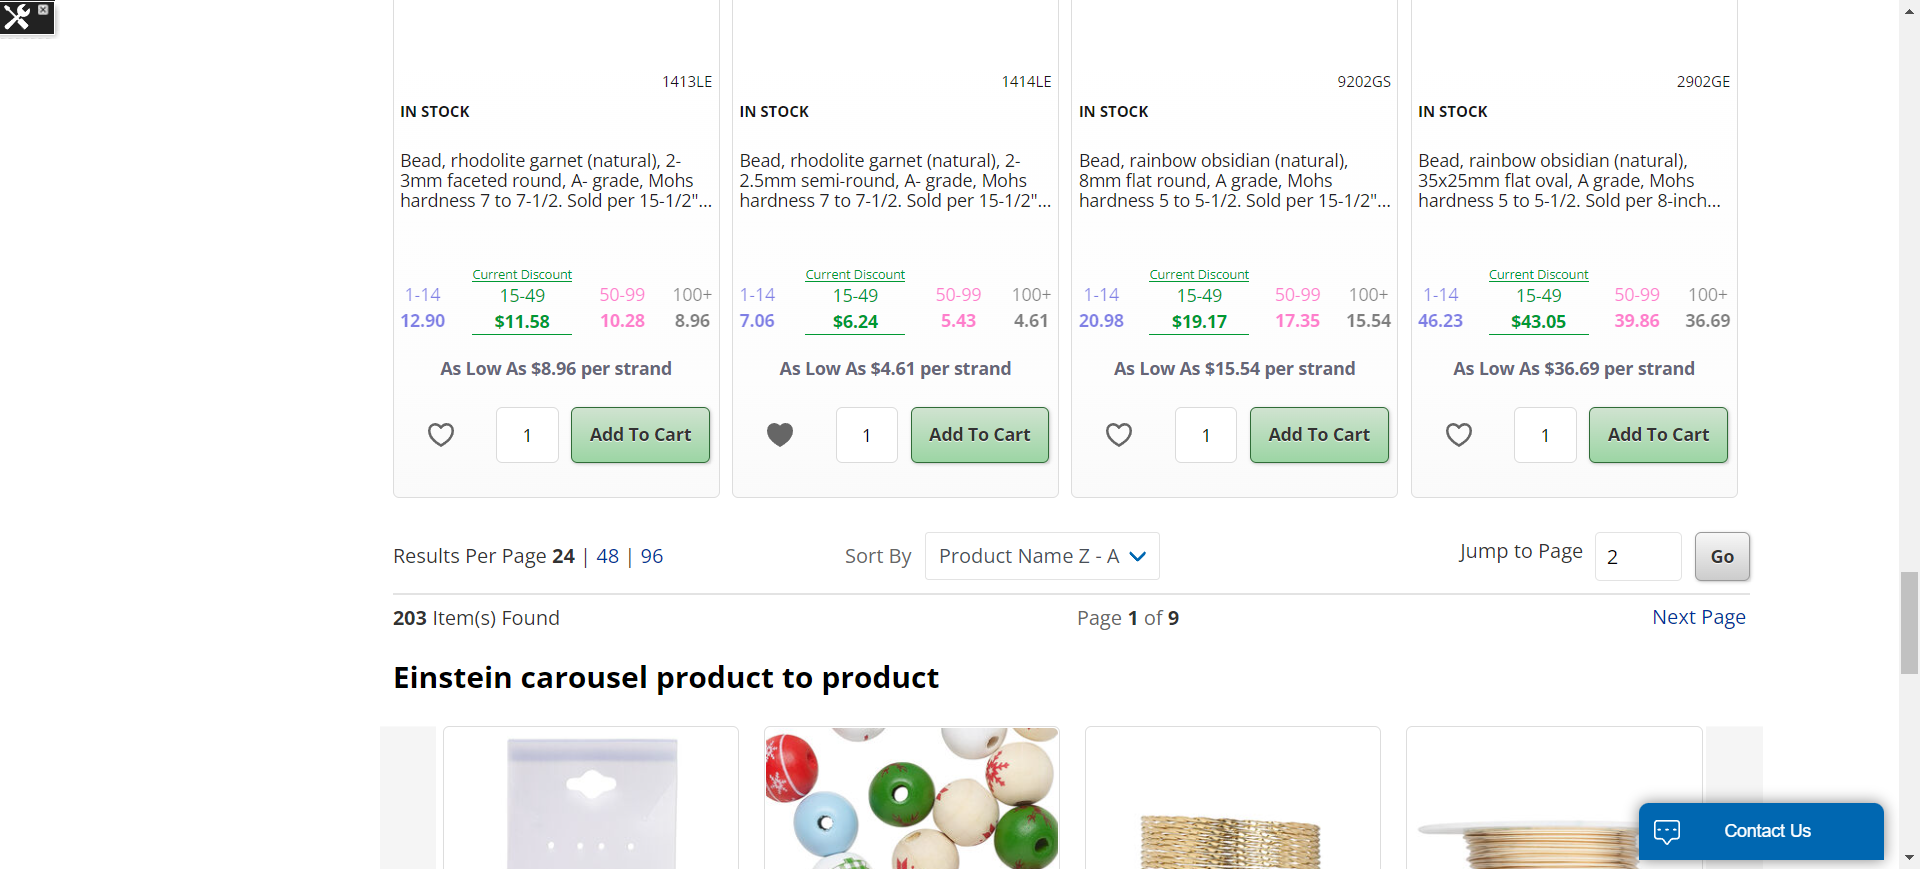 1413LE
IN STOCK
Bead, rhodolite garnet (natural), 2-
3mm faceted round, A- grade, Mohs
hardness 7 to 7-1/2. Sold per 15-1/2"...
Current Discount
1-14 15-49 50-99 100+
12.90 $11.58 10.28 8.96
As Low As $8.96 per strand
1 Add To Cart
1414LE
IN STOCK
Bead, rhodolite garnet (natural), 2-
2.5mm semi-round, A- grade, Mohs
hardness 7 to 7-1/2. Sold per 15-1/2"...
Current Discount
1-14 15-49 50-99 100+
7.06 $6.24 5.43 4.61
As Low As $4.61 per strand
1 Add To Cart
9202GS
IN STOCK
Bead, rainbow obsidian (natural),
8mm flat round, A grade, Mohs
hardness 5 to 5-1/2. Sold per 15-1/2"...
Current Discount
1-14 15-49 50-99 100+
20.98 $19.17 17.35 15.54
As Low As $15.54 per strand
1 Add To Cart
2902GE
IN STOCK
Bead, rainbow obsidian (natural),
35x25mm flat oval, A grade, Mohs
hardness 5 to 5-1/2. Sold per 8-inch...
Current Discount
1-14 15-49 50-99 100+
46.23 $43.05 39.86 36.69
As Low As $36.69 per strand
1 Add To Cart
Results Per Page 24 | 48 | 96 Sort By Product Name Z - A Jump to Page 2 Go
203 Item(s) Found Page 1 of 9 Next Page
Einstein carousel product to product
Contact Us